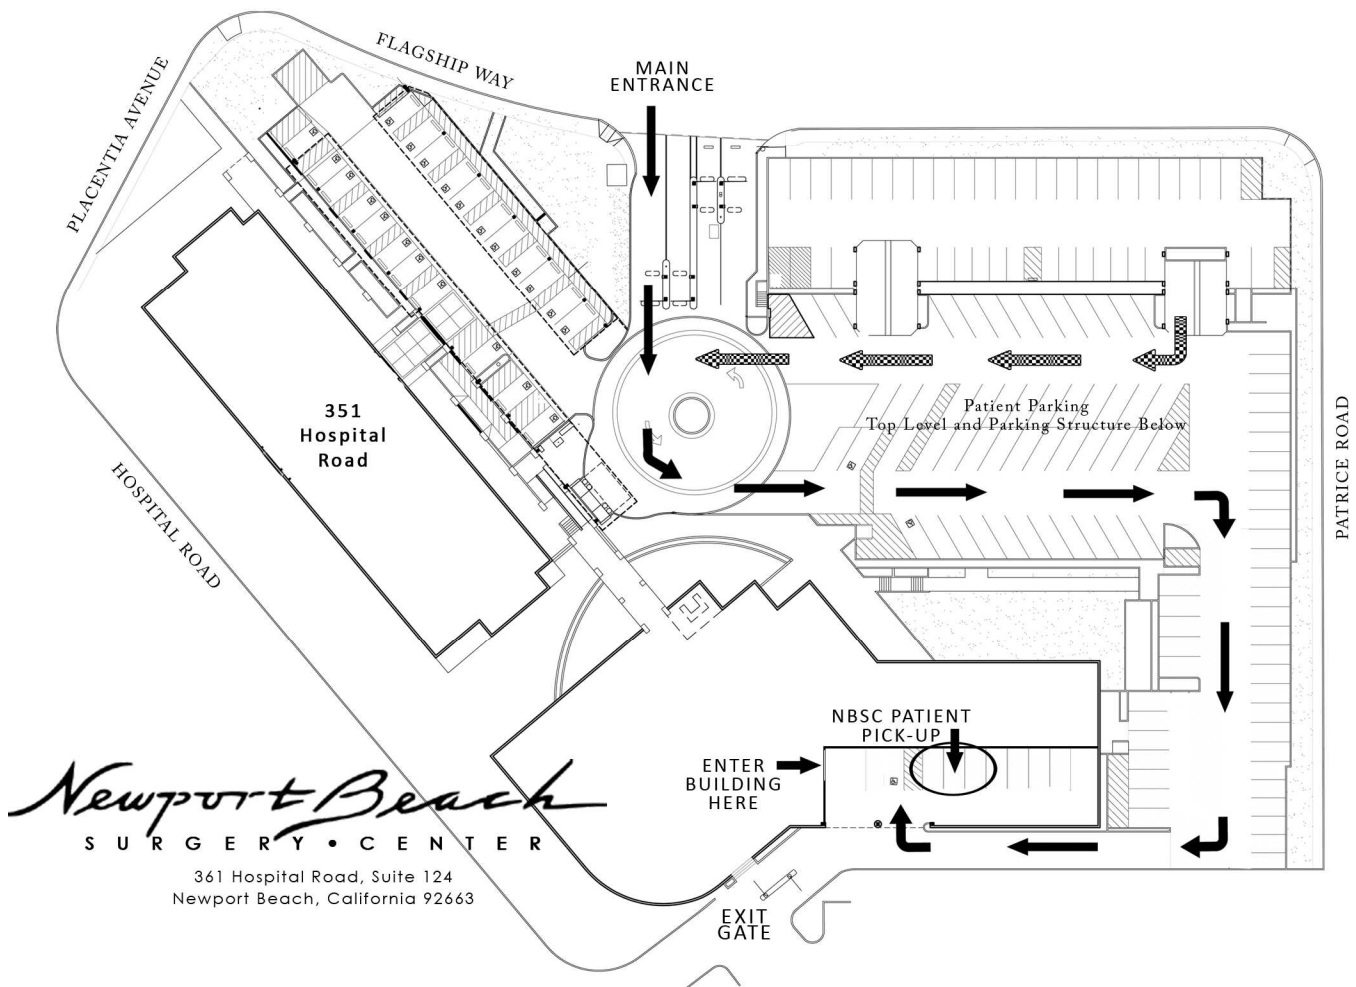 FLAGSHIP WAY
MAIN
ENTRANCE
PLACENTIA AVENUE
351
Hospital
Road
Patient Parking
Top Level and Parking Structure Below
PATRICE ROAD
HOSPITAL ROAD
NBSC PATIENT
PICK-UP
ENTER
BUILDING
HERE
Newport Beach
SURGERY•CENTER
361 Hospital Road, Suite 124
Newport Beach, California 92663
EXIT
GATE